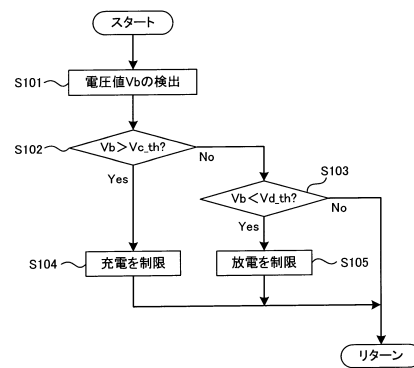 スタート
S101
電圧値Vbの検出
S102
Vb＞Vc_th?
No
Yes
S103
Vb＜Vd_th?
No
Yes
S104
充電を制限
放電を制限
S105
リターン